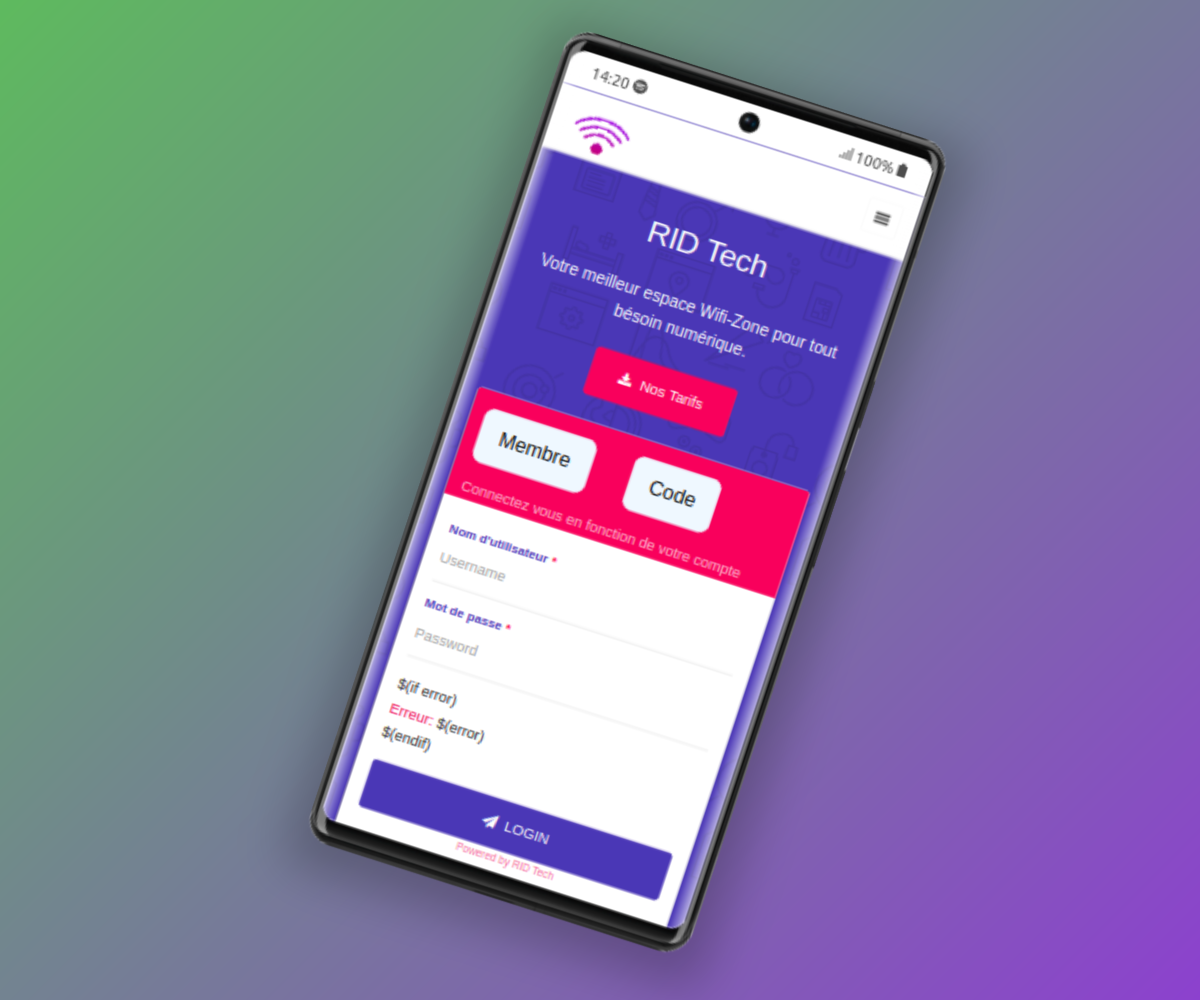 14:20
100%
RID Tech
Votre meilleur espace Wifi-Zone pour tout
bésoin numérique.
Nos Tarifs
Membre
Code
Connectez vous en fonction de votre compte
Nom d'utilisateur *
Username
Mot de passe *
Password
$(if error)
Erreur: $(error)
$(endif)
LOGIN
Powered by RID Tech